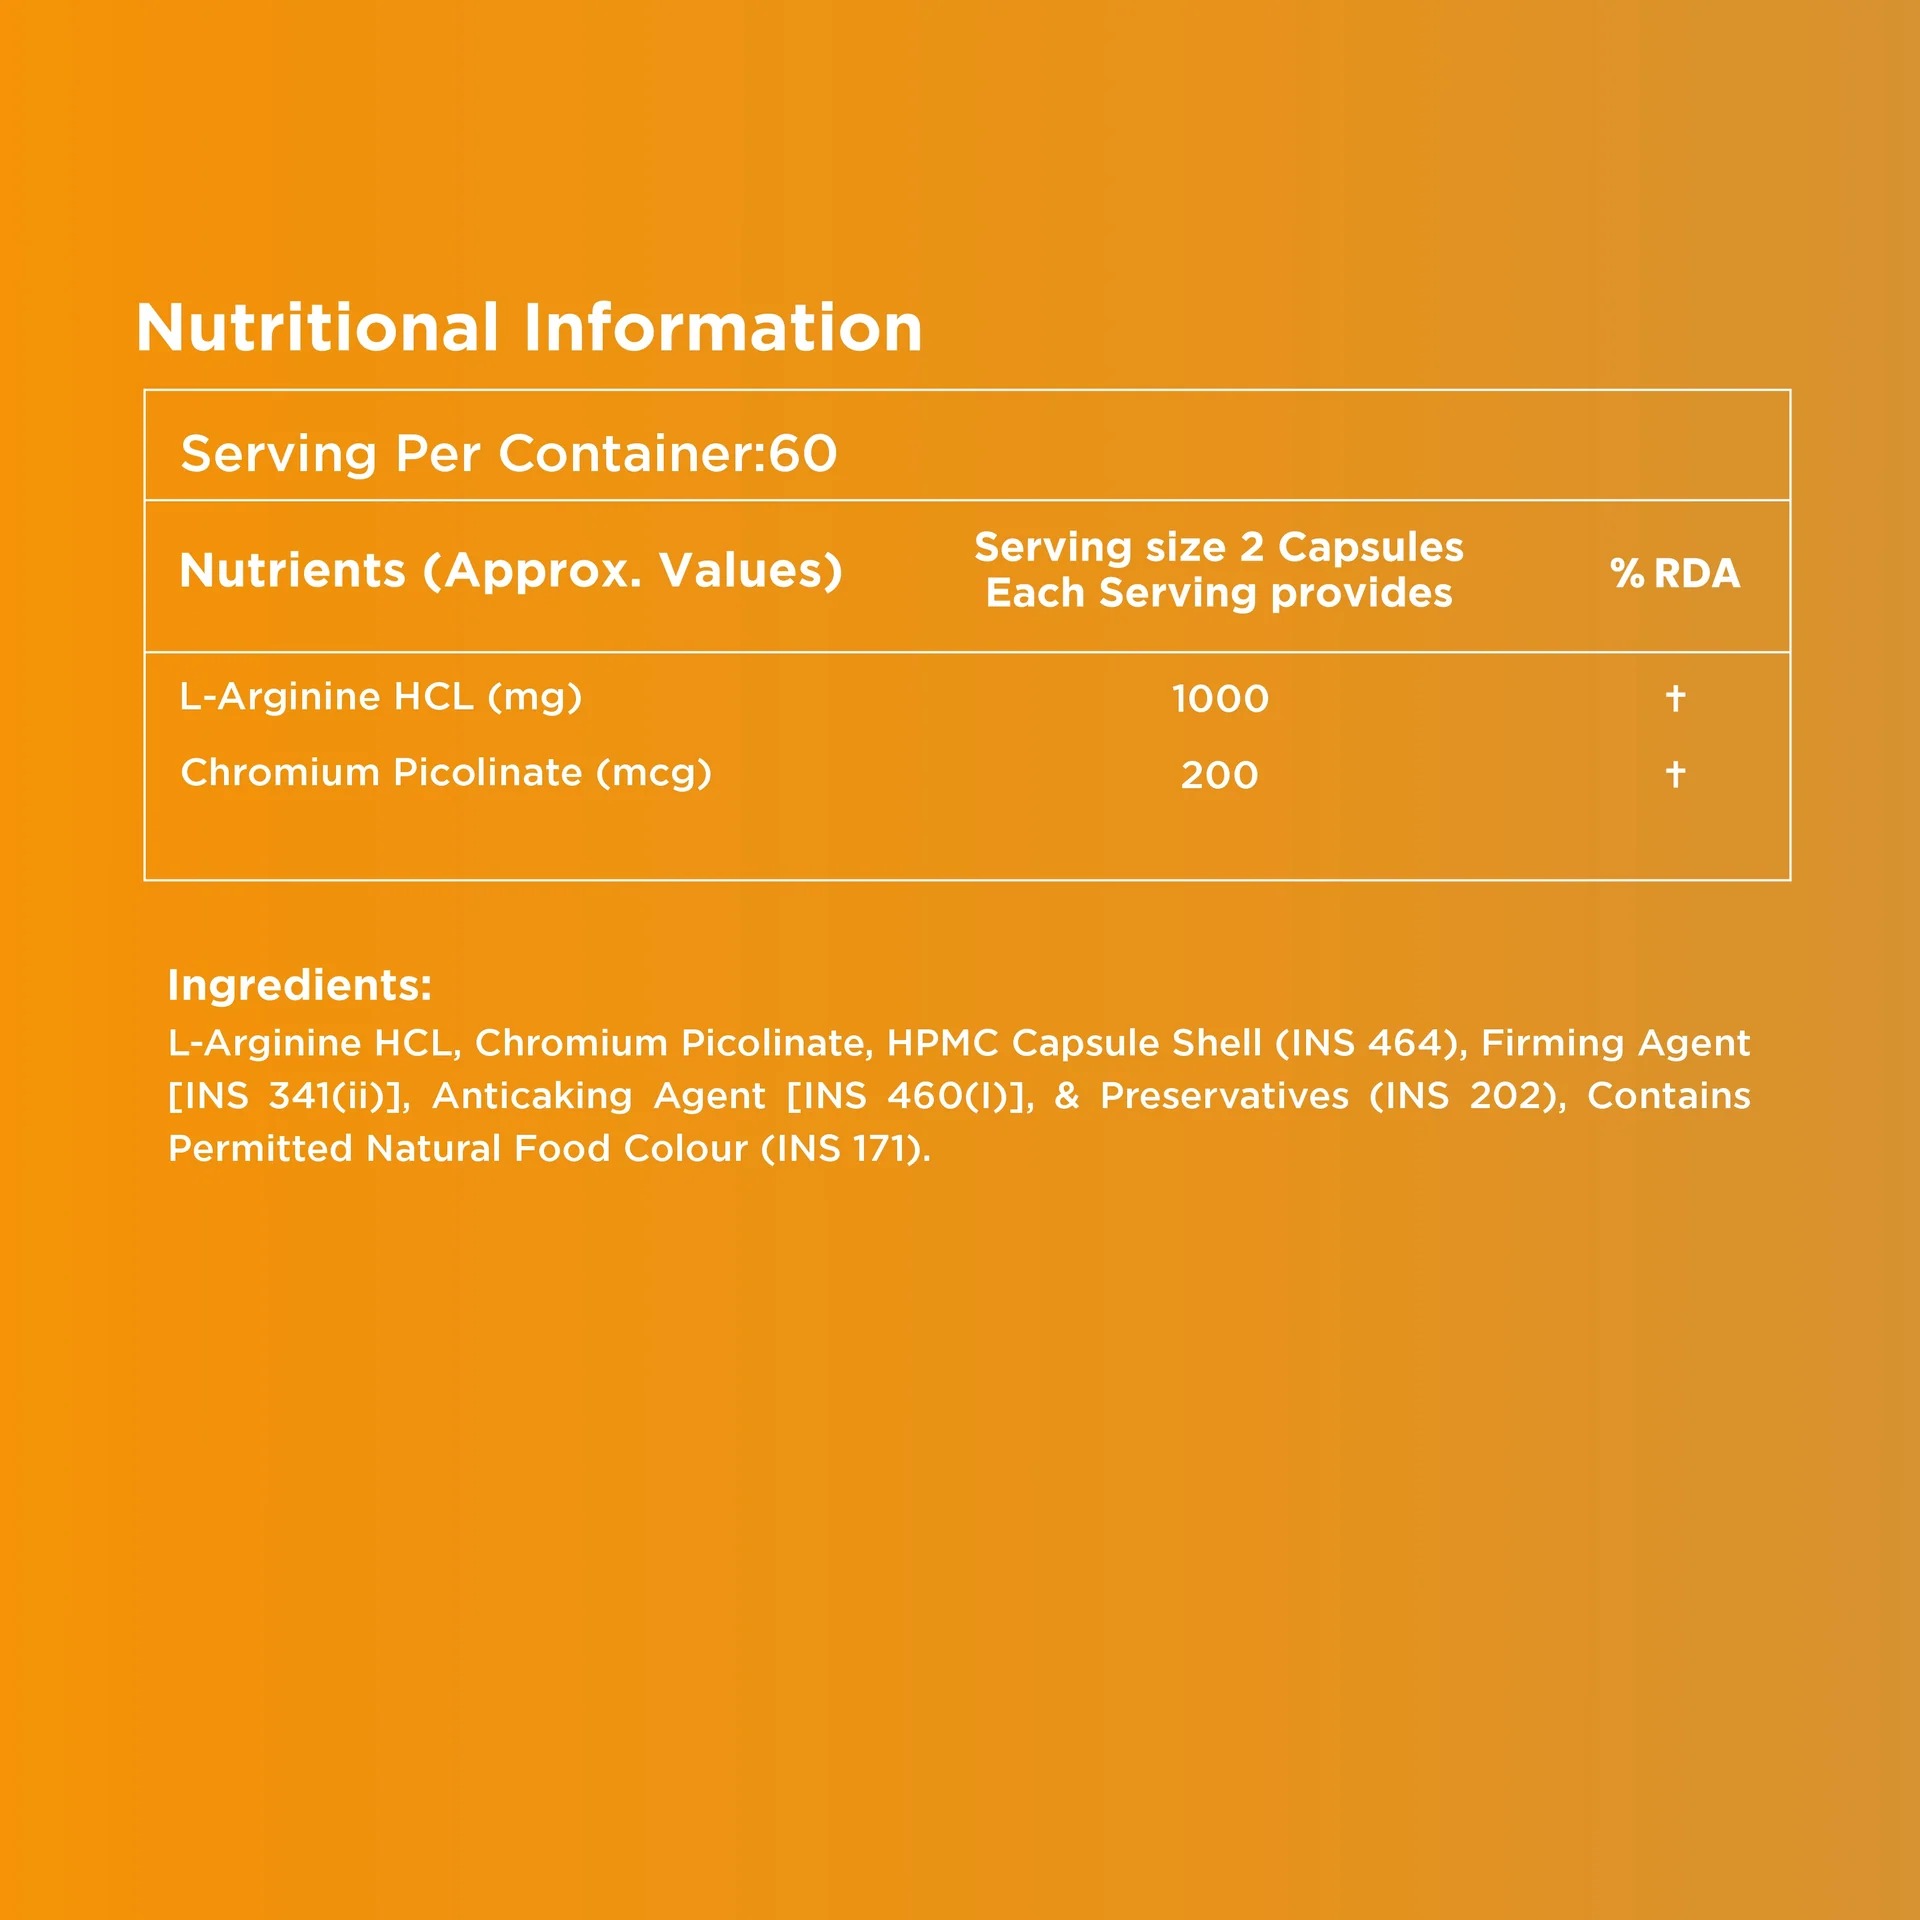 Nutritional Information
Serving Per Container:60
Nutrients (Approx. Values)
Serving size 2 Capsules
Each Serving provides
% RDA
L-Arginine HCL (mg) 1000 †
Chromium Picolinate (mcg) 200 †
Ingredients:
L-Arginine HCL, Chromium Picolinate, HPMC Capsule Shell (INS 464), Firming Agent
[INS 341(ii)], Anticaking Agent [INS 460(I)], & Preservatives (INS 202), Contains
Permitted Natural Food Colour (INS 171).